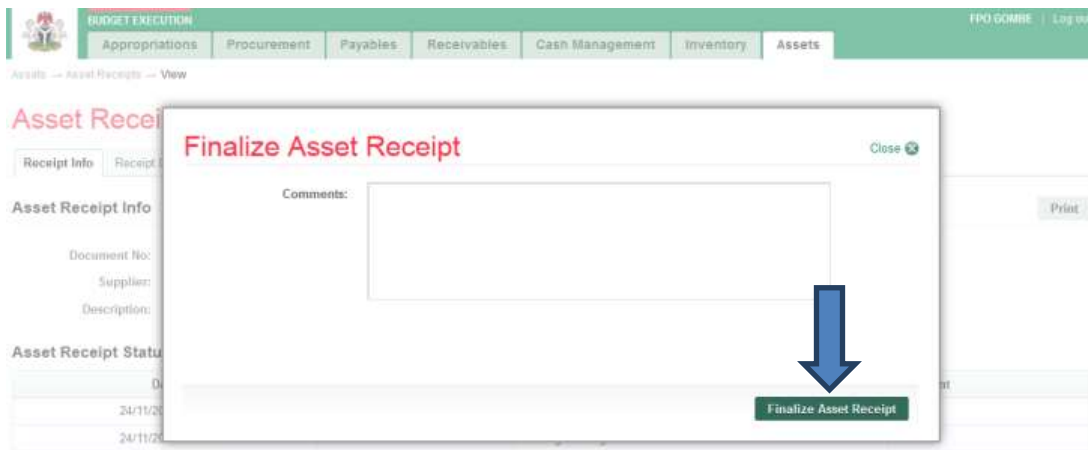 BUDGET EXECUTION
FPO GOMBE | Log ou
Appropriations Procurement Payables Receivables Cash Management Inventory Assets
Assets → Asset Receipts → View
Asset Recei
Finalize Asset Receipt
Close
Receipt Info Receipt
Comments:
Asset Receipt Info
Print
Document No:
Supplier:
Description:
Asset Receipt Statu
Finalize Asset Receipt
24/11/20
24/11/20